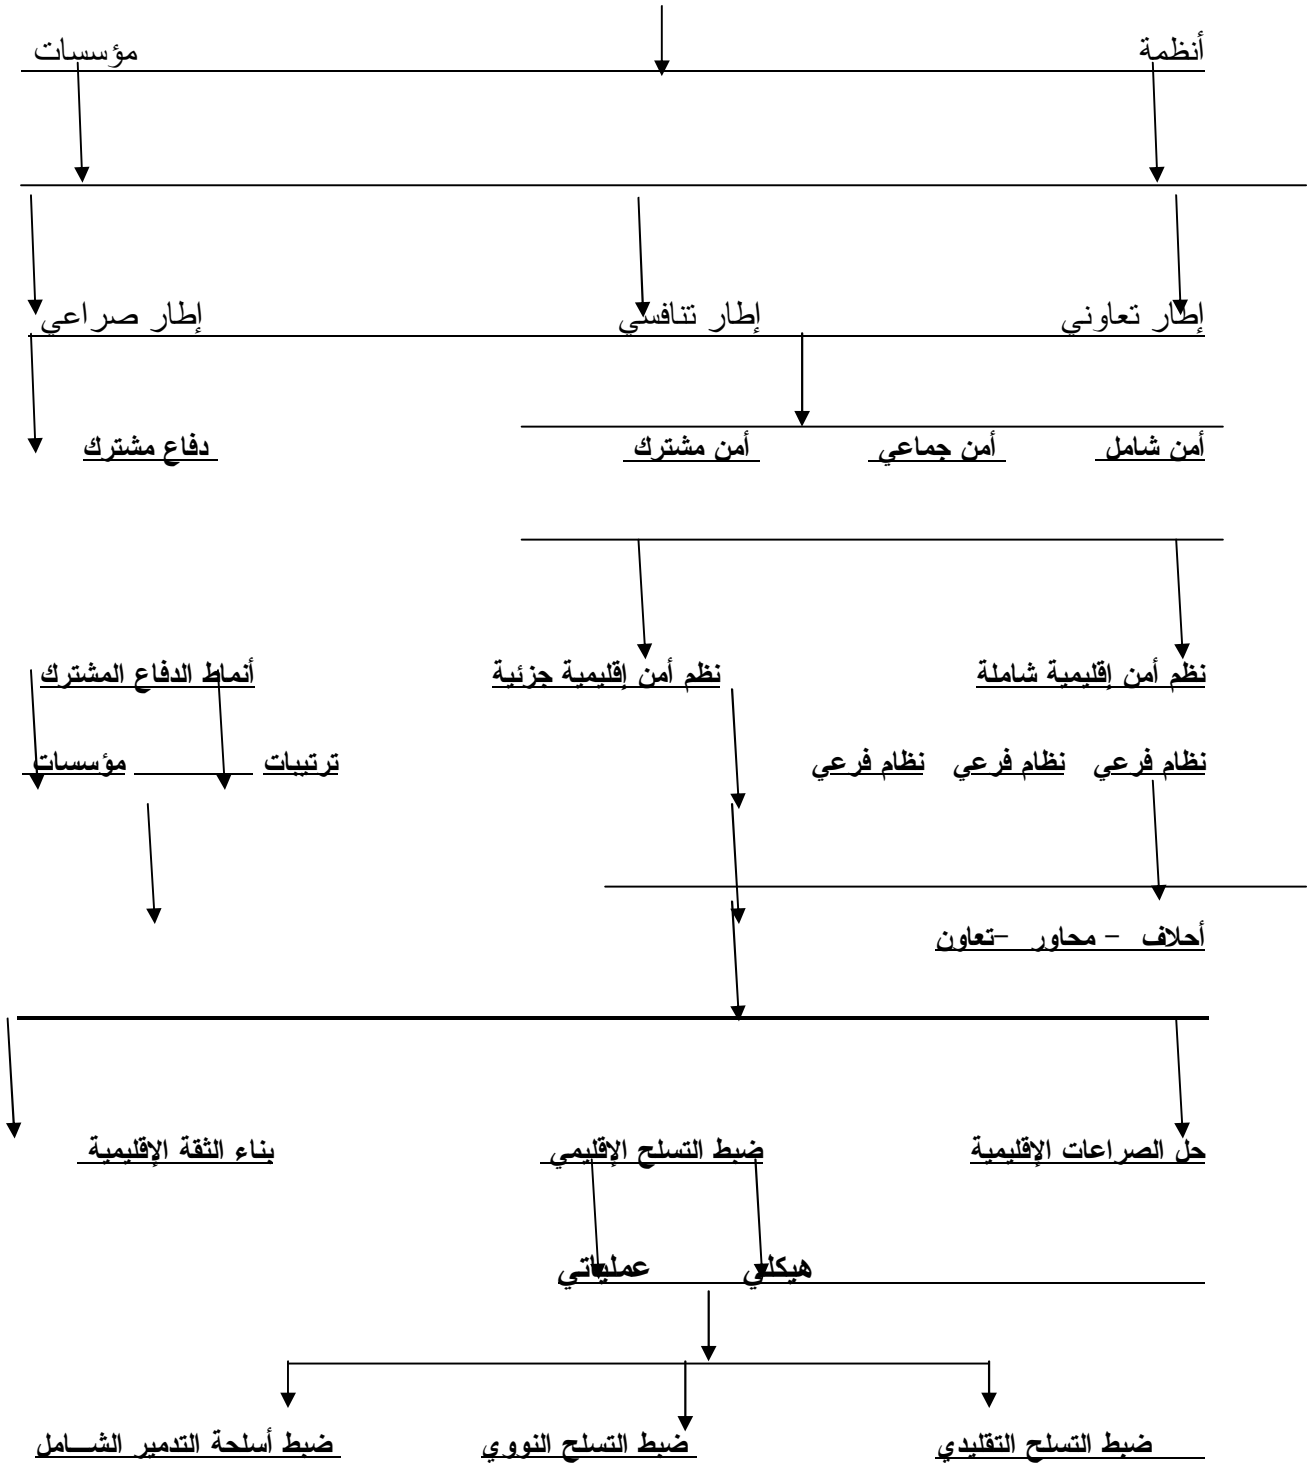 أنظمة مؤسسات
إطار تعاوني إطار تنافسي إطار صراعي
أمن شامل أمن جماعي أمن مشترك دفاع مشترك
نظم أمن إقليمية شاملة نظم أمن إقليمية جزئية أنماط الدفاع المشترك
نظام فرعي نظام فرعي نظام فرعي ترتيبات مؤسسات
أحلاف - محاور -تعاون
حل الصراعات الإقليمية ضبط التسلح الإقليمي بناء الثقة الإقليمية
هيكلي عملياتي
ضبط التسلح التقليدي ضبط التسلح النووي ضبط أسلحة التدمير الشــامل